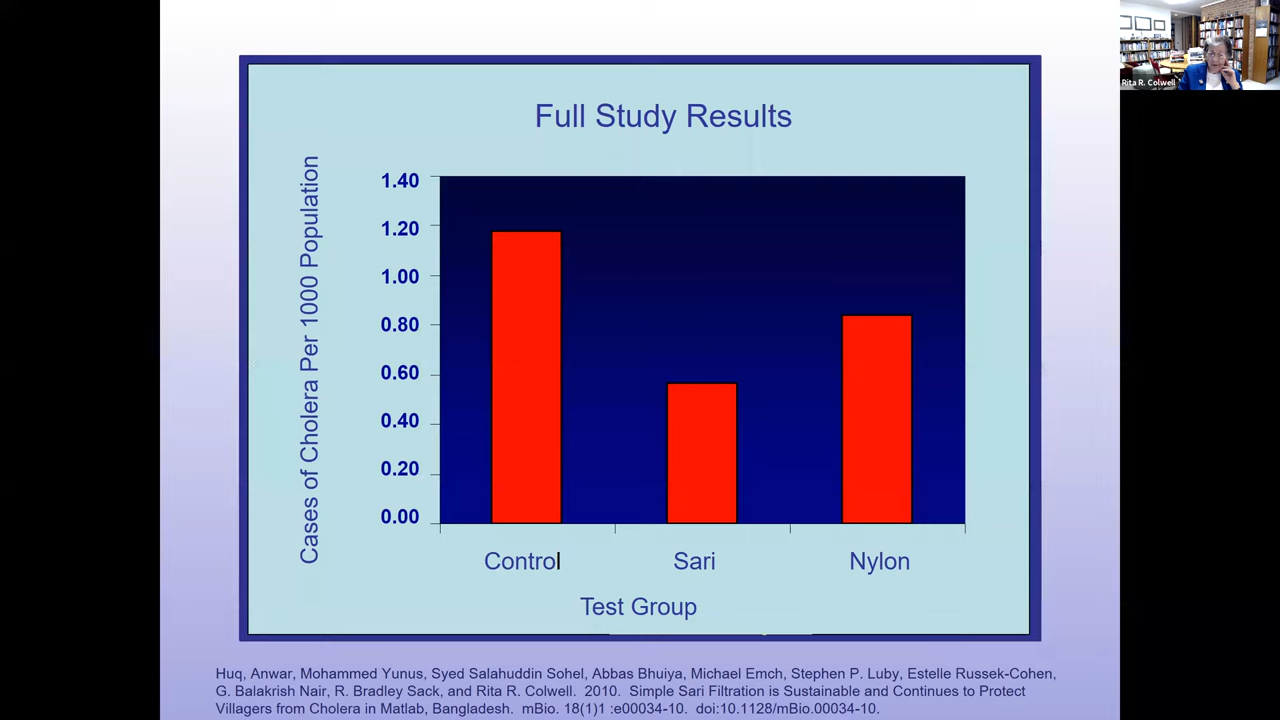 Rita R. Colwell
Full Study Results
Cases of Cholera Per 1000 Population
1.40
1.20
1.00
0.80
0.60
0.40
0.20
0.00
Control Sari Nylon
Test Group
Huq, Anwar, Mohammed Yunus, Syed Salahuddin Sohel, Abbas Bhuiya, Michael Emch, Stephen P. Luby, Estelle Russek-Cohen,
G. Balakrish Nair, R. Bradley Sack, and Rita R. Colwell. 2010. Simple Sari Filtration is Sustainable and Continues to Protect
Villagers from Cholera in Matlab, Bangladesh. mBio. 18(1)1 :e00034-10. doi:10.1128/mBio.00034-10.